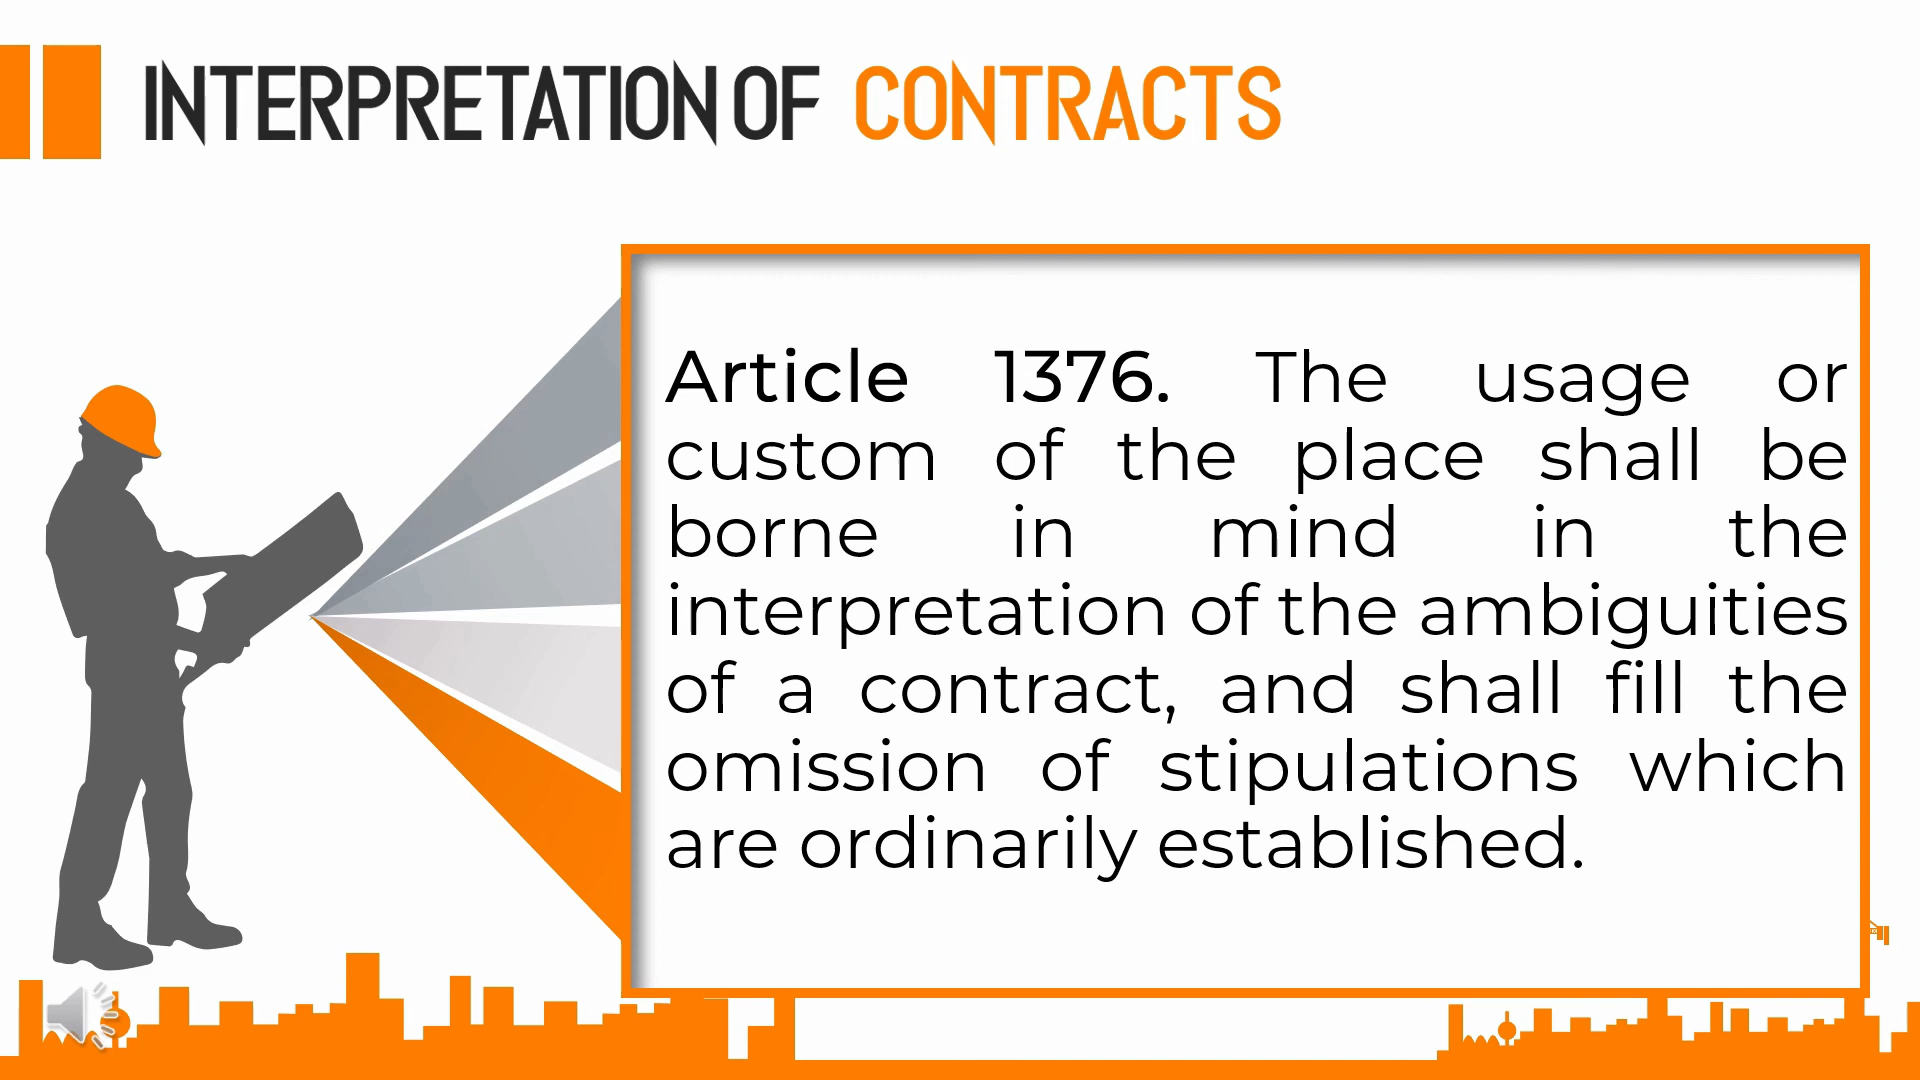 INTERPRETATION OF CONTRACTS
Article 1376. The usage or
custom of the place shall be
borne in mind in the
interpretation of the ambiguities
of a contract, and shall fill the
omission of stipulations which
are ordinarily established.